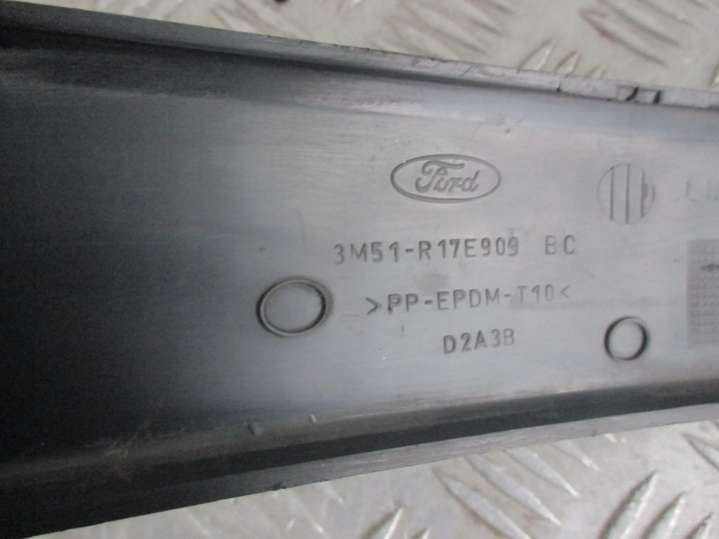 Ford
3M51-R17E909 BC
>PP-EPDM-T10<
D2A3B